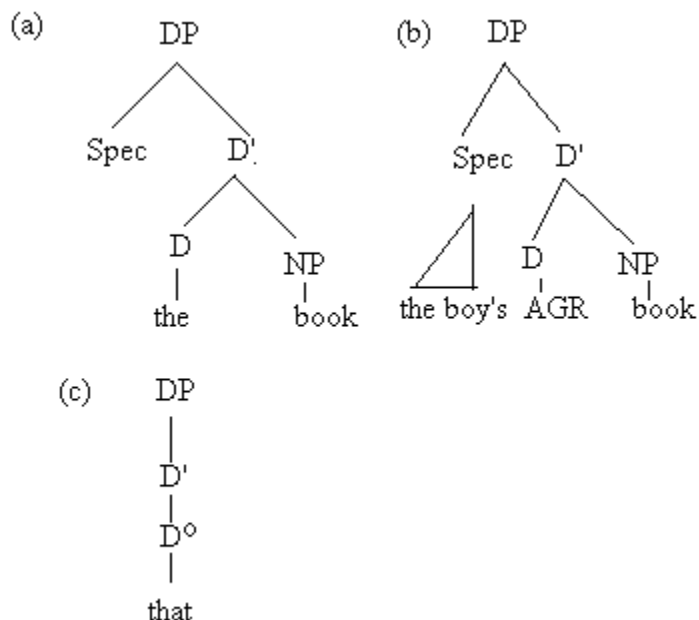 (a) DP (b) DP
Spec D' Spec D'
D NP D NP
the book the boy's AGR book
(c) DP
D'
D°
that